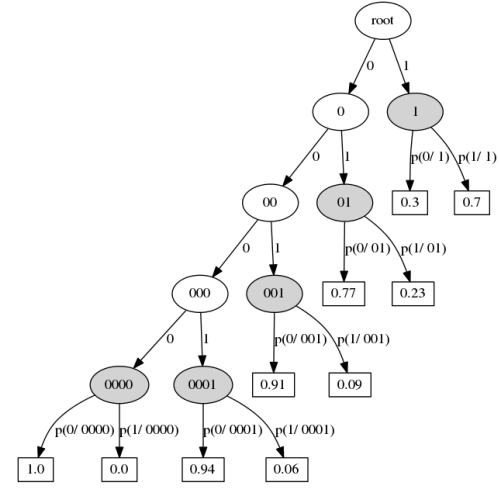 root
0 1
0 1
0 1 p(0/ 1) p(1/ 1)
00 01 0.3 0.7
0 1 p(0/ 01) p(1/ 01)
000 001 0.77 0.23
0 1 p(0/ 001) p(1/ 001)
0000 0001 0.91 0.09
p(0/ 0000) p(1/ 0000) p(0/ 0001) p(1/ 0001)
1.0 0.0 0.94 0.06